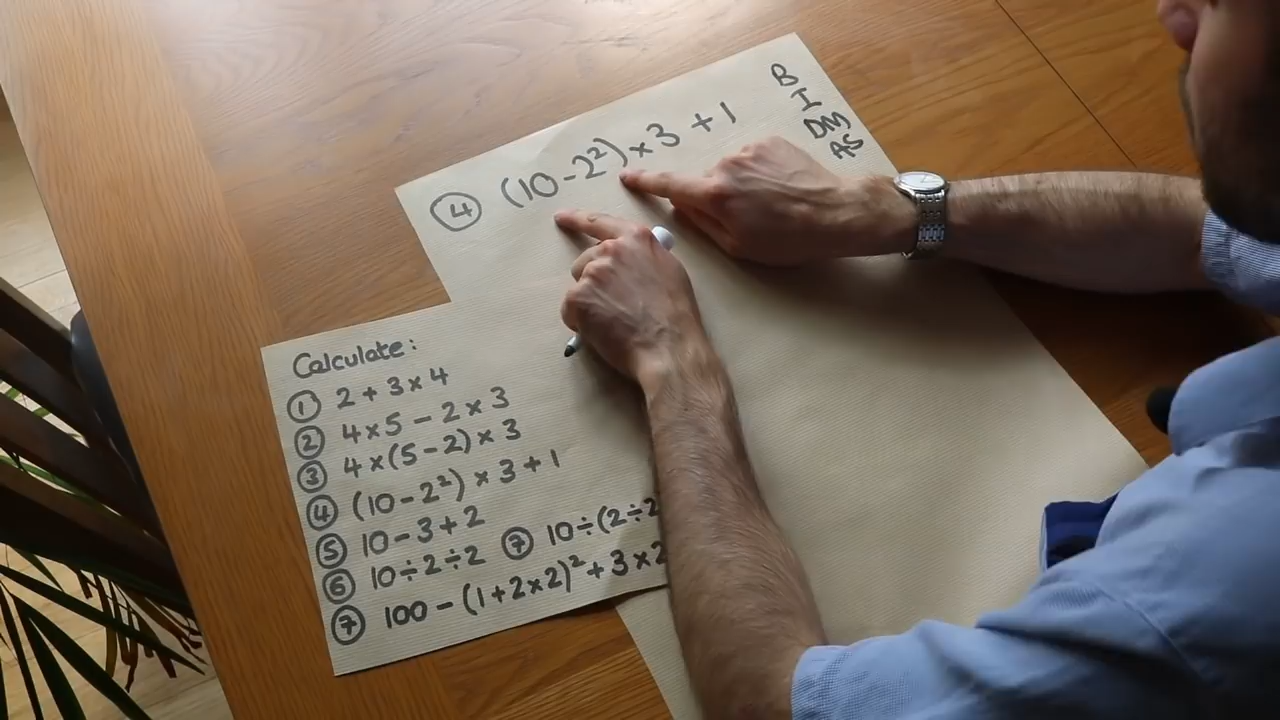 ④ (10-2²)×3+1
B
I
DM
AS
Calculate:
① 2+3×4
② 4×5-2×3
③ 4×(5-2)×3
④ (10-2²)×3+1
⑤ 10-3+2
⑥ 10÷2÷2 ⑦ 10÷(2÷2
⑦ 100-(1+2×2)²+3×2